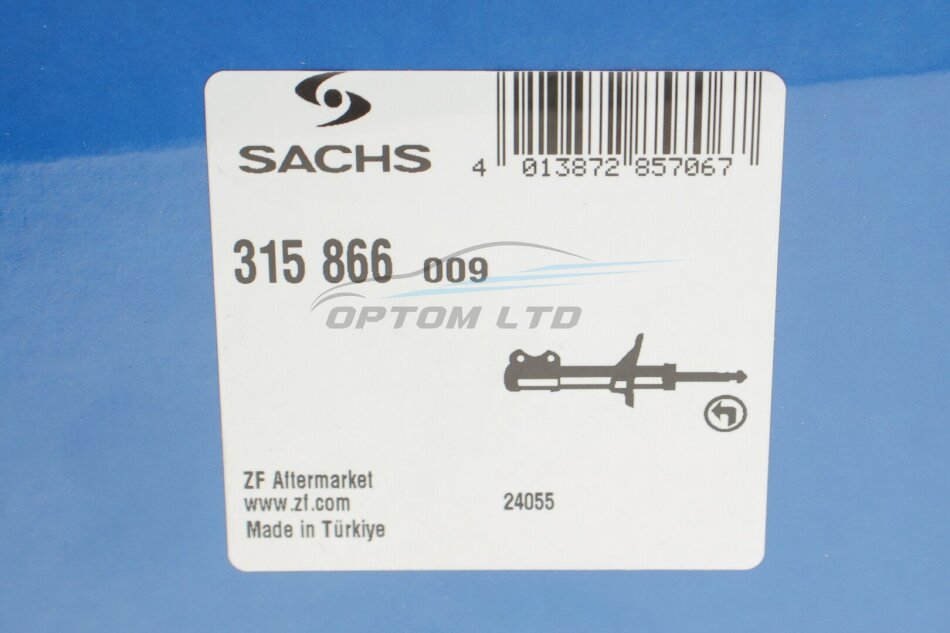 SACHS
4 013872 857067
315 866 009
OPTOM LTD
ZF Aftermarket
www.zf.com
24055
Made in Türkiye